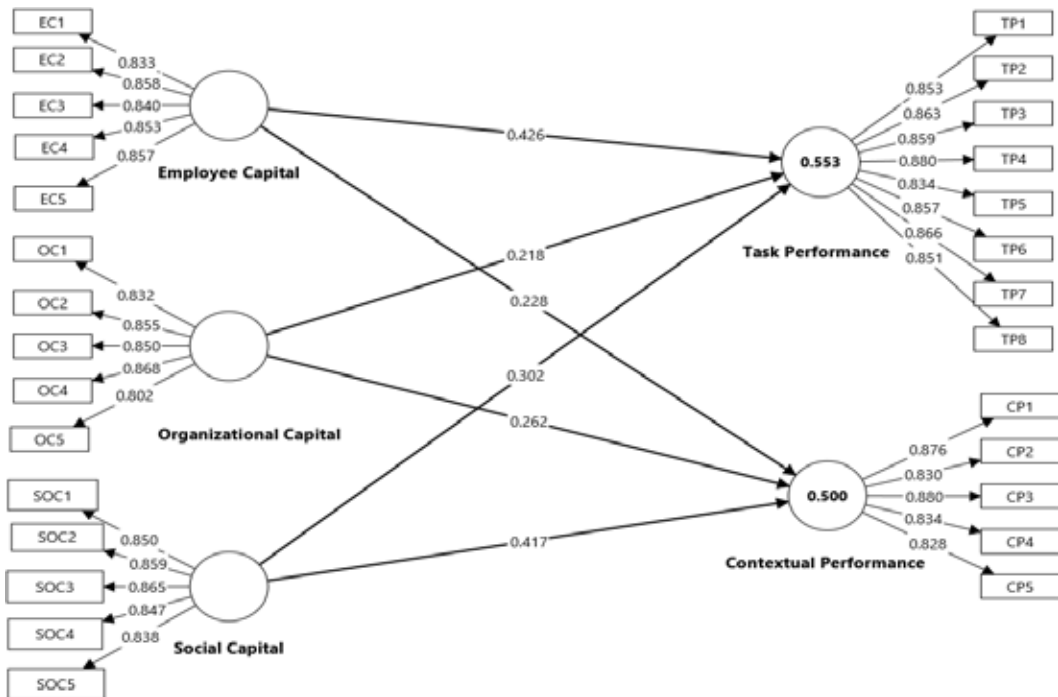 EC1
0.833
EC2
0.858
EC3
0.840
EC4
0.853
EC5
0.857
Employee Capital
OC1
0.832
OC2
0.855
OC3
0.850
OC4
0.868
OC5
0.802
Organizational Capital
SOC1
0.850
SOC2
0.859
SOC3
0.865
SOC4
0.847
SOC5
0.838
Social Capital
0.426
0.218
0.228
0.302
0.262
0.417
0.553
Task Performance
0.853
TP1
0.863
TP2
0.859
TP3
0.880
TP4
0.834
TP5
0.857
TP6
0.866
TP7
0.851
TP8
0.500
Contextual Performance
0.876
CP1
0.830
CP2
0.880
CP3
0.834
CP4
0.828
CP5